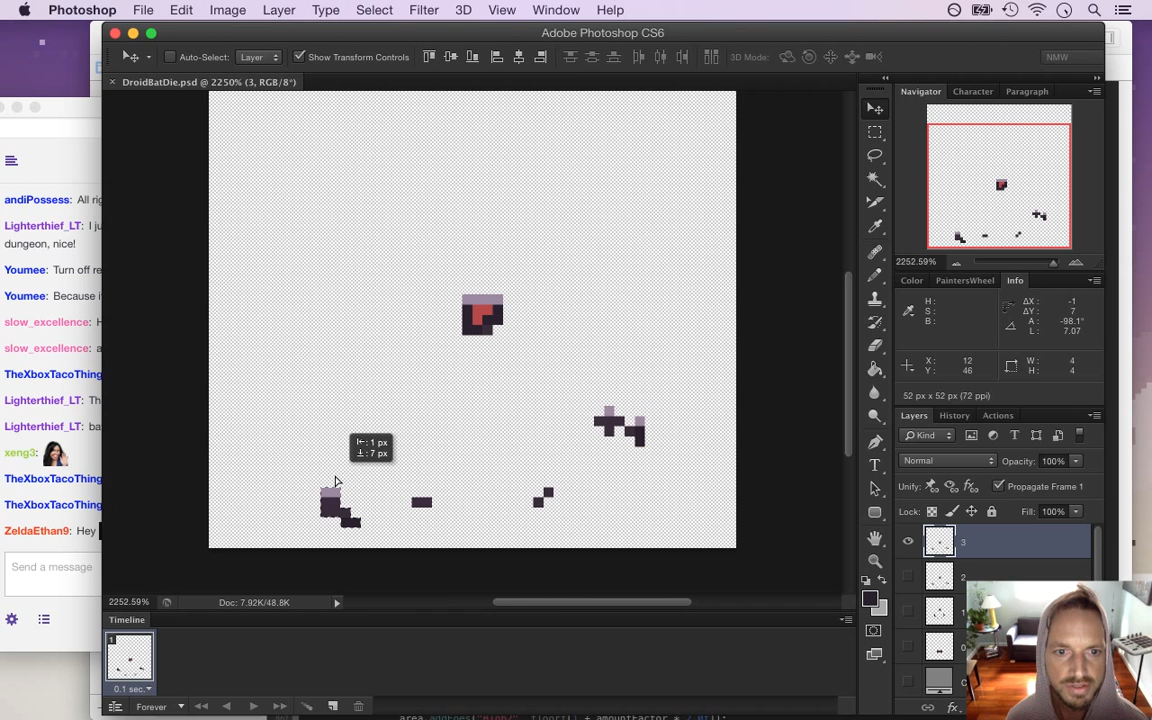 Photoshop File Edit Image Layer Type Select Filter 3D View Window Help
Adobe Photoshop CS6
Auto-Select: Layer Show Transform Controls 3D Mode: NMW
× DroidBatDie.psd @ 2250% (3, RGB/8*)
Navigator Character Paragraph
andiPossess: All rig
Lighterthief_LT: I ju
dungeon, nice!
Youmee: Turn off re
Youmee: Because i
slow_excellence: H
slow_excellence: a
TheXboxTacoThing
Lighterthief_LT: Th
Lighterthief_LT: ba
xeng3:
TheXboxTacoThing
TheXboxTacoThing
ZeldaEthan9: Hey
Send a message
2252.59%
Color PaintersWheel Info
H:
S:
B:
ΔX: -1
ΔY: 7
A: -98.1°
L: 7.07
X: 12
Y: 46
W: 4
H: 4
52 px x 52 px (72 ppi)
Layers History Actions
Kind
Normal Opacity: 100%
Unify: Propagate Frame 1
Lock: Fill: 100%
3
2
1
0
C
fx
: 1 px
: 7 px
2252.59% Doc: 7.92K/48.8K
Timeline
1
0.1 sec.
Forever